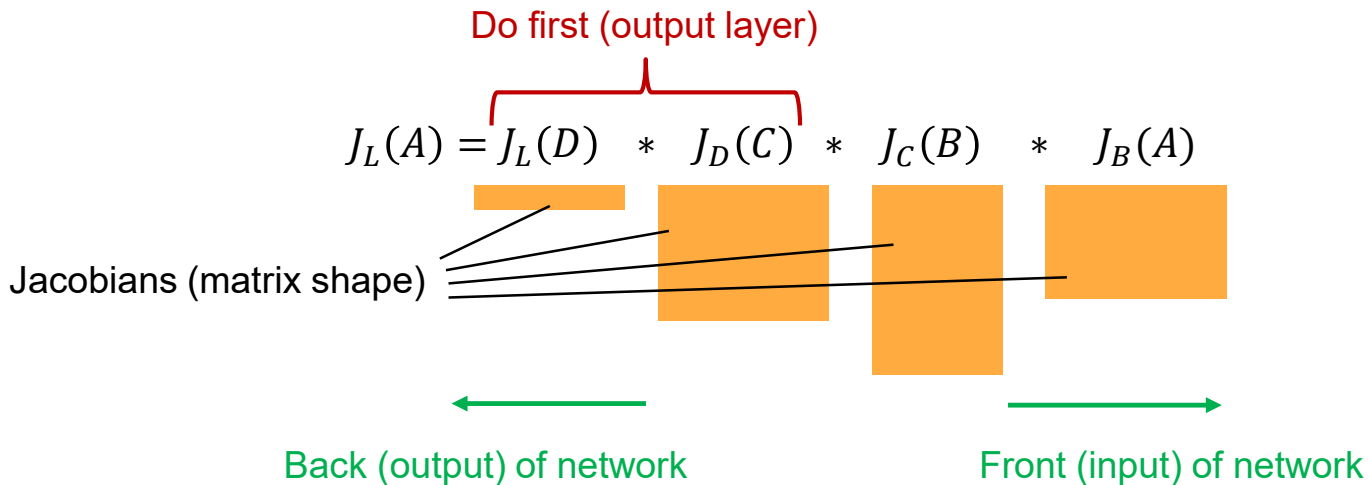 Do first (output layer)
J_L(A) = J_L(D) * J_D(C) * J_C(B) * J_B(A)
Jacobians (matrix shape)
Back (output) of network
Front (input) of network